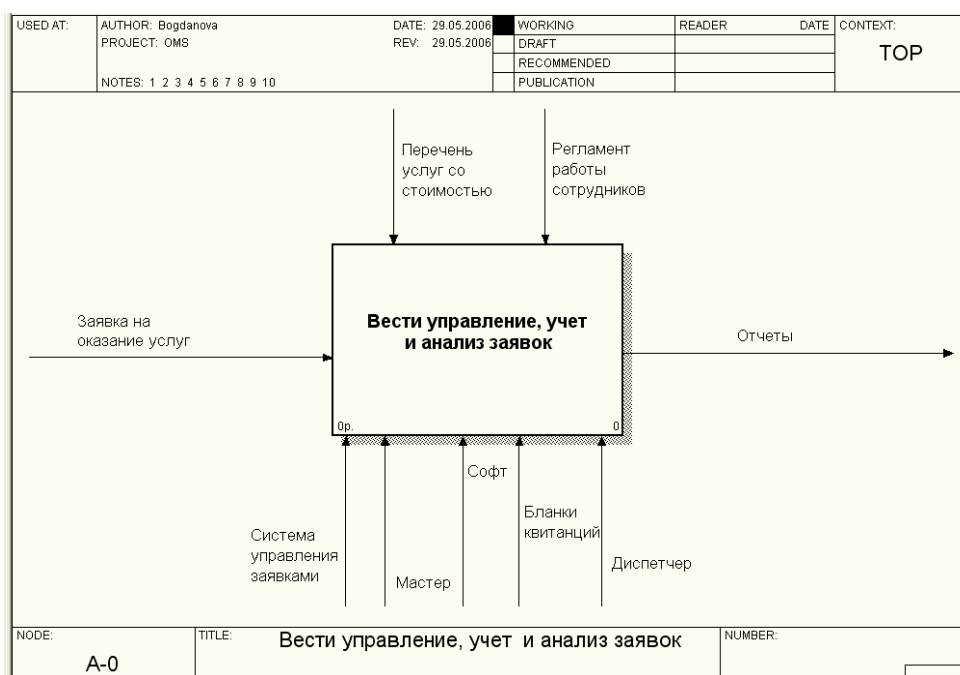 USED AT:
AUTHOR: Bogdanova
DATE: 29.05.2006
WORKING
READER
DATE
CONTEXT:
PROJECT: OMS
REV: 29.05.2006
DRAFT
TOP
RECOMMENDED
NOTES: 1 2 3 4 5 6 7 8 9 10
PUBLICATION
Перечень
услуг со
стоимостью
Регламент
работы
сотрудников
Заявка на
оказание услуг
Вести управление, учет
и анализ заявок
Отчеты
0р.
0
Софт
Бланки
квитанций
Система
управления
заявками
Мастер
Диспетчер
NODE:
A-0
TITLE:
Вести управление, учет и анализ заявок
NUMBER: